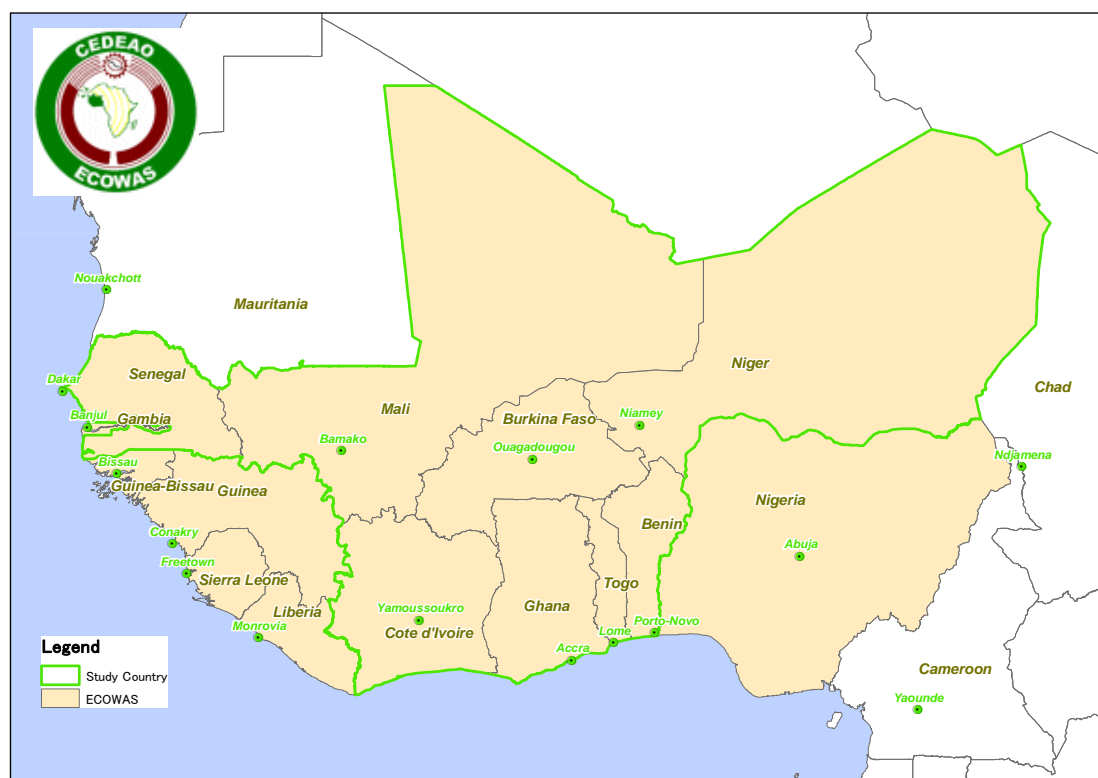 CEDEAO
ECOWAS
Nouakchott
Mauritania
Niger
Senegal
Dakar
Chad
Mali
Banjul
Gambia
Burkina Faso
Niamey
Bamako
Ouagadougou
Bissau
Ndjamena
Guinea-Bissau
Guinea
Nigeria
Benin
Conakry
Abuja
Freetown
Sierra Leone
Togo
Ghana
Liberia
Yamoussoukro
Monrovia
Cote d'Ivoire
Lome
Porto-Novo
Accra
Cameroon
Yaounde
Legend
Study Country
ECOWAS